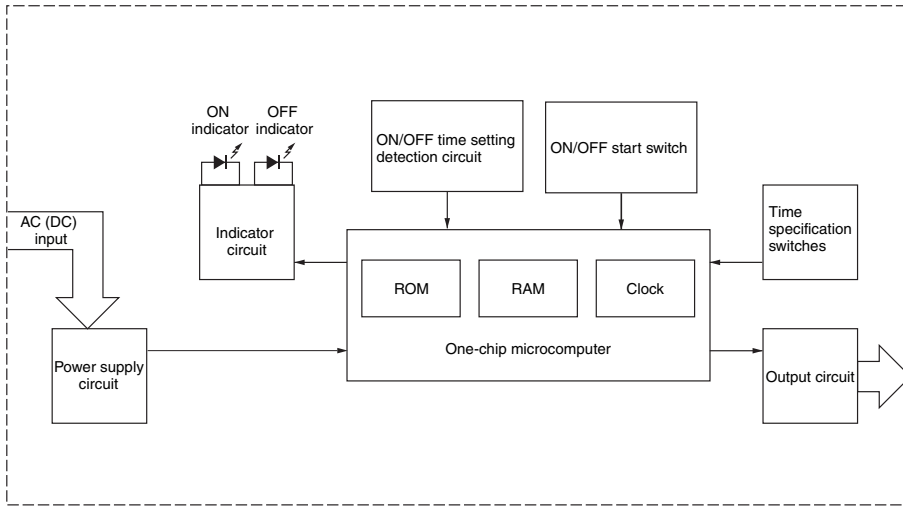 ON
indicator
OFF
indicator
ON/OFF time setting
detection circuit
ON/OFF start switch
AC (DC)
input
Indicator
circuit
Time
specification
switches
ROM
RAM
Clock
One-chip microcomputer
Power supply
circuit
Output circuit